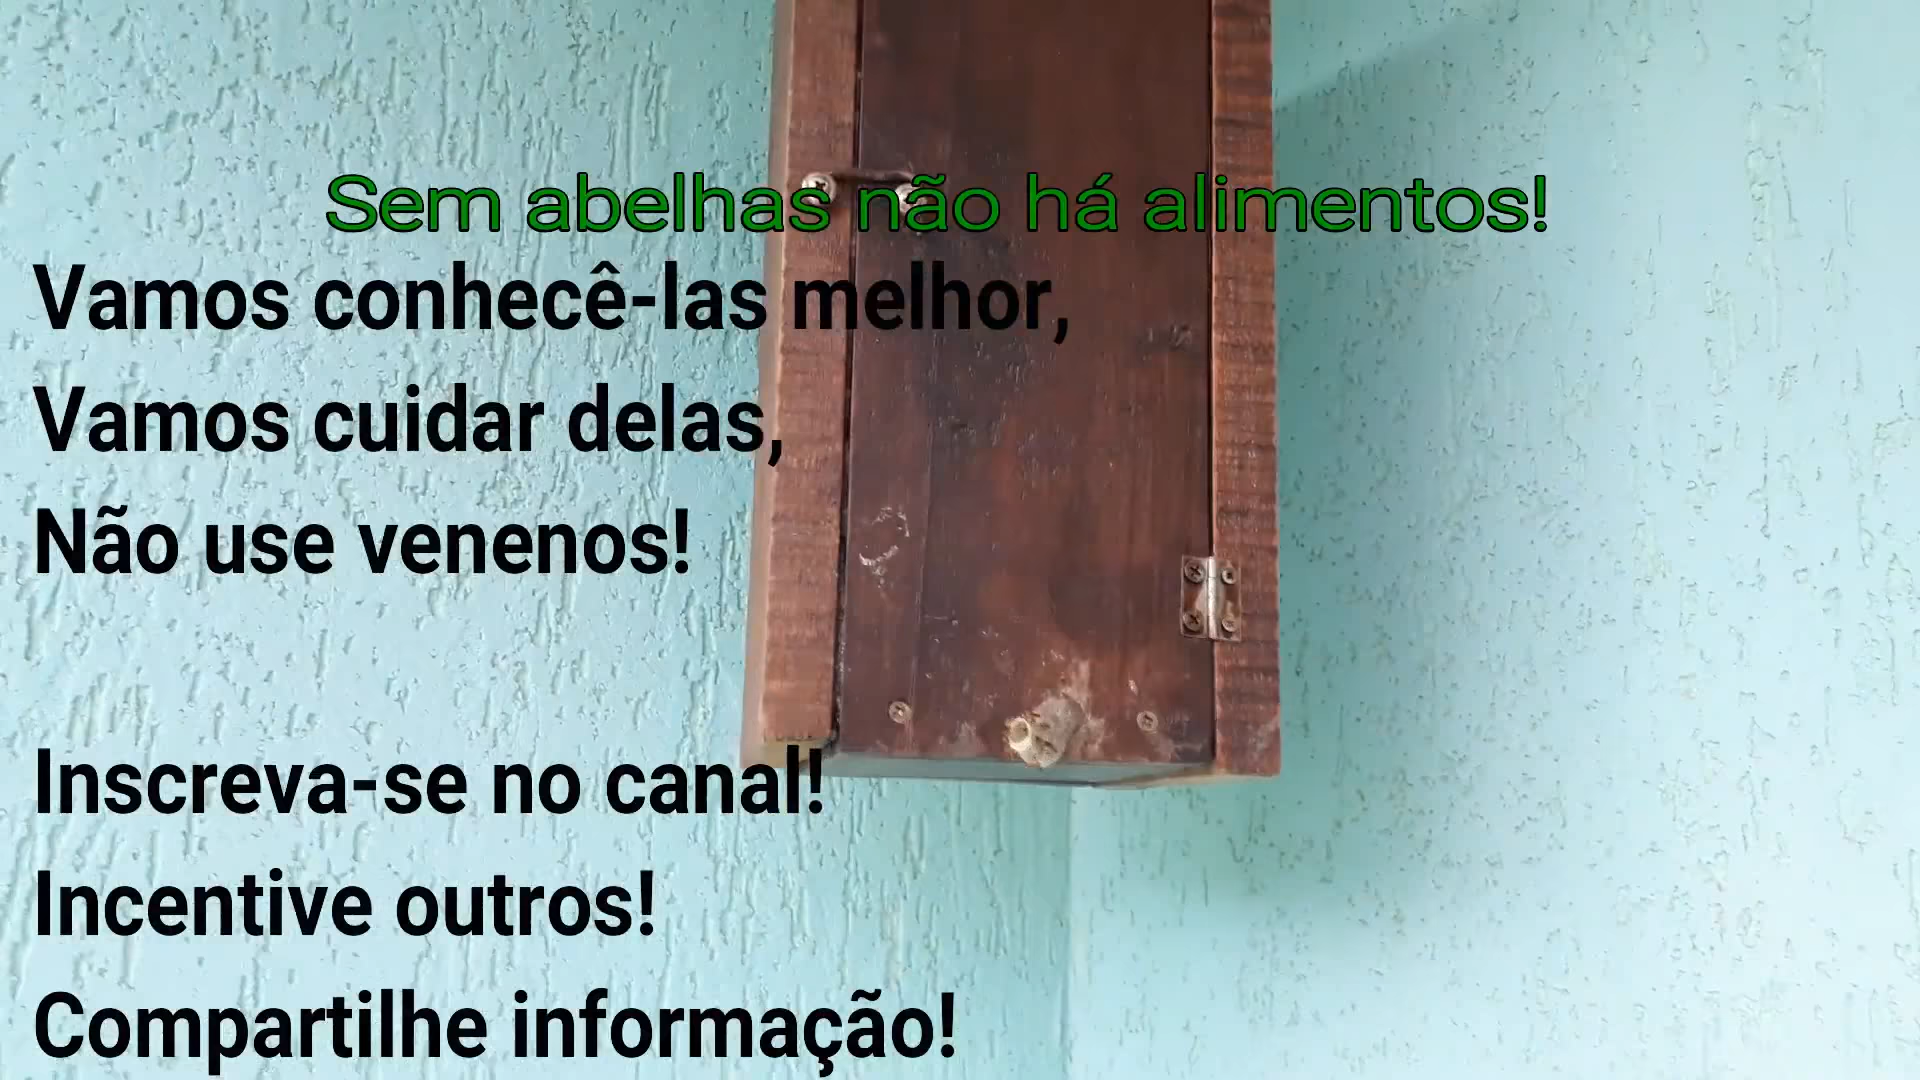 Sem abelhas não há alimentos!
Vamos conhecê-las melhor,
Vamos cuidar delas,
Não use venenos!
Inscreva-se no canal!
Incentive outros!
Compartilhe informação!